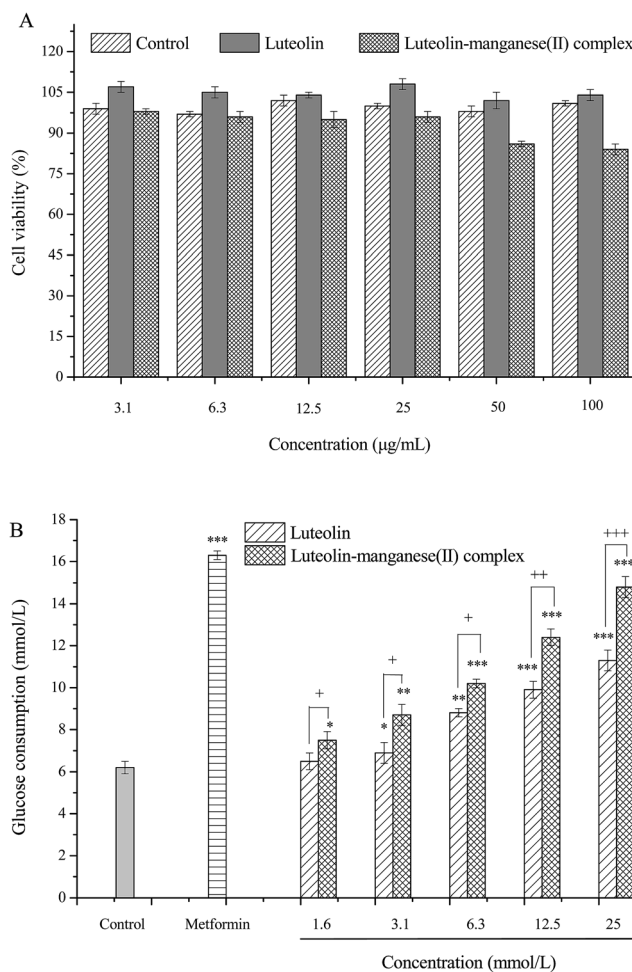 A
Control Luteolin Luteolin-manganese(II) complex
120
105
90
75
60
45
30
15
0
Cell viability (%)
3.1 6.3 12.5 25 50 100
Concentration (μg/mL)
B
18
16
14
12
10
8
6
4
2
0
Glucose consumption (mmol/L)
Luteolin
Luteolin-manganese(II) complex
***
+ * 
* + **
** + ***
*** ++ ***
*** +++ ***
Control Metformin 1.6 3.1 6.3 12.5 25
Concentration (mmol/L)